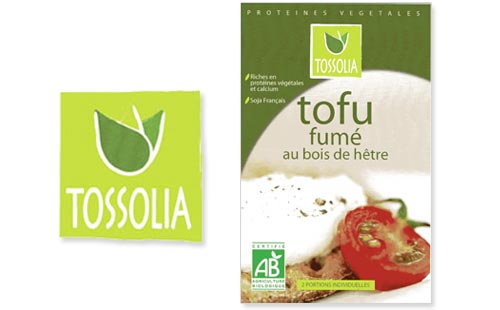 TOSSOLIA
PROTEINES VEGETALES
TOSSOLIA
Riches en
protéines végétales
et calcium
Soja Français
tofu
fumé
au bois de hêtre
CERTIFIÉ
AB
AGRICULTURE
BIOLOGIQUE
2 PORTIONS INDIVIDUELLES